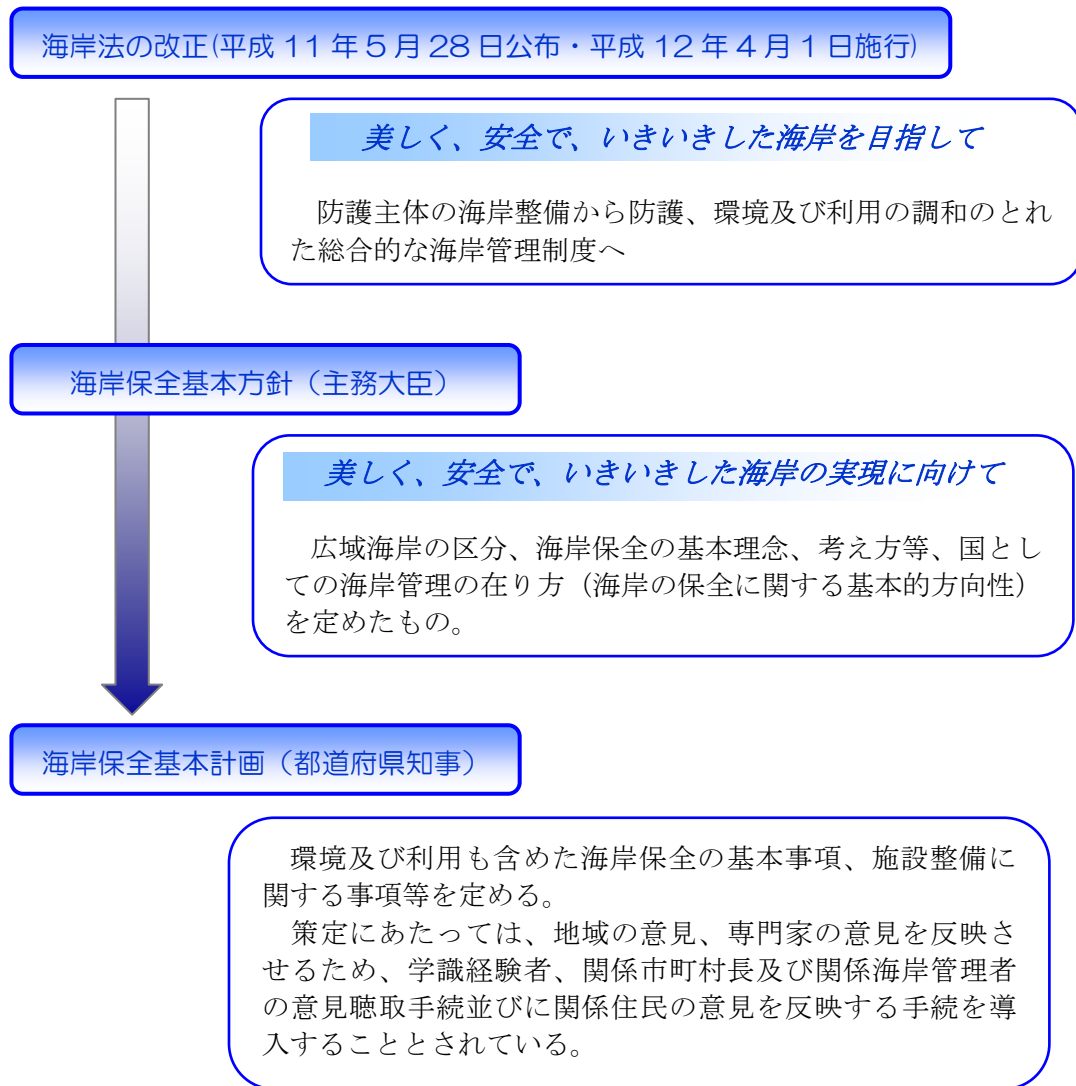 海岸法の改正(平成11年5月28日公布・平成12年4月1日施行)
美しく、安全で、いきいきした海岸を目指して
防護主体の海岸整備から防護、環境及び利用の調和のとれ
た総合的な海岸管理制度へ
海岸保全基本方針（主務大臣）
美しく、安全で、いきいきした海岸の実現に向けて
広域海岸の区分、海岸保全の基本理念、考え方等、国とし
ての海岸管理の在り方（海岸の保全に関する基本的方向性）
を定めたもの。
海岸保全基本計画（都道府県知事）
環境及び利用も含めた海岸保全の基本事項、施設整備に
関する事項等を定める。
策定にあたっては、地域の意見、専門家の意見を反映さ
せるため、学識経験者、関係市町村長及び関係海岸管理者
の意見聴取手続並びに関係住民の意見を反映する手続を導
入することとされている。